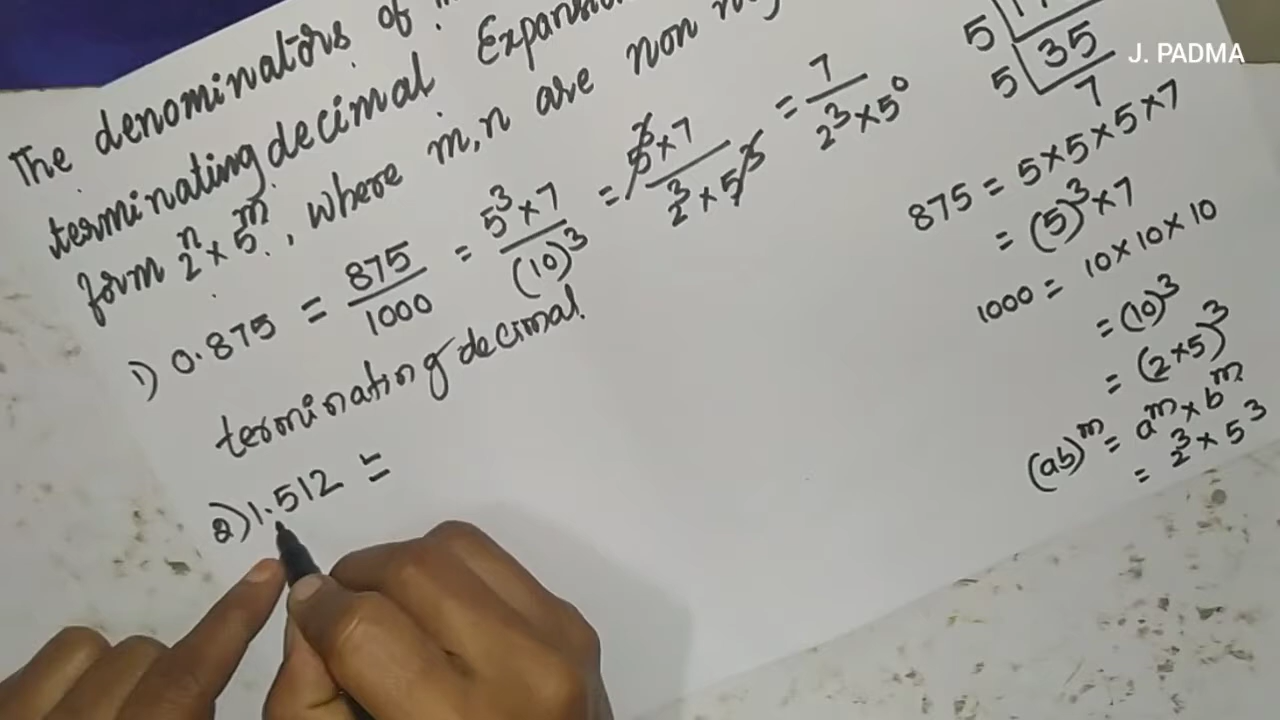 The denominators of
terminating decimal
form 2ⁿ × 5ᵐ, where m,n are non
1) 0.875 = 875/1000 = 5³×7/(10)³ = 5³×7/2³×5³ = 7/2³×5⁰
terminating decimal.
2) 1.512 =
5 35
5 7
875 = 5×5×5×7
= (5)³×7
1000 = 10×10×10
= (10)³
= (2×5)³
(ab)ᵐ = aᵐ×bᵐ
= 2³×5³
J. PADMA